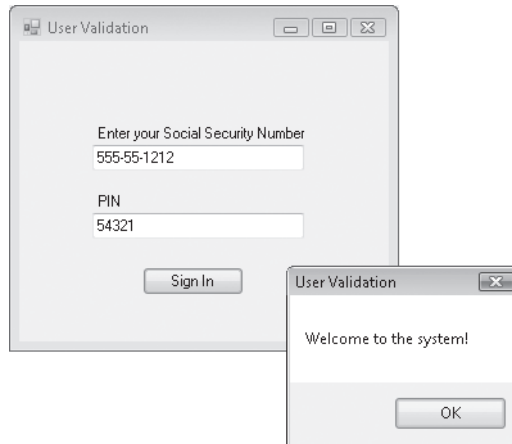 User Validation
Enter your Social Security Number
555-55-1212
PIN
54321
Sign In
User Validation
Welcome to the system!
OK